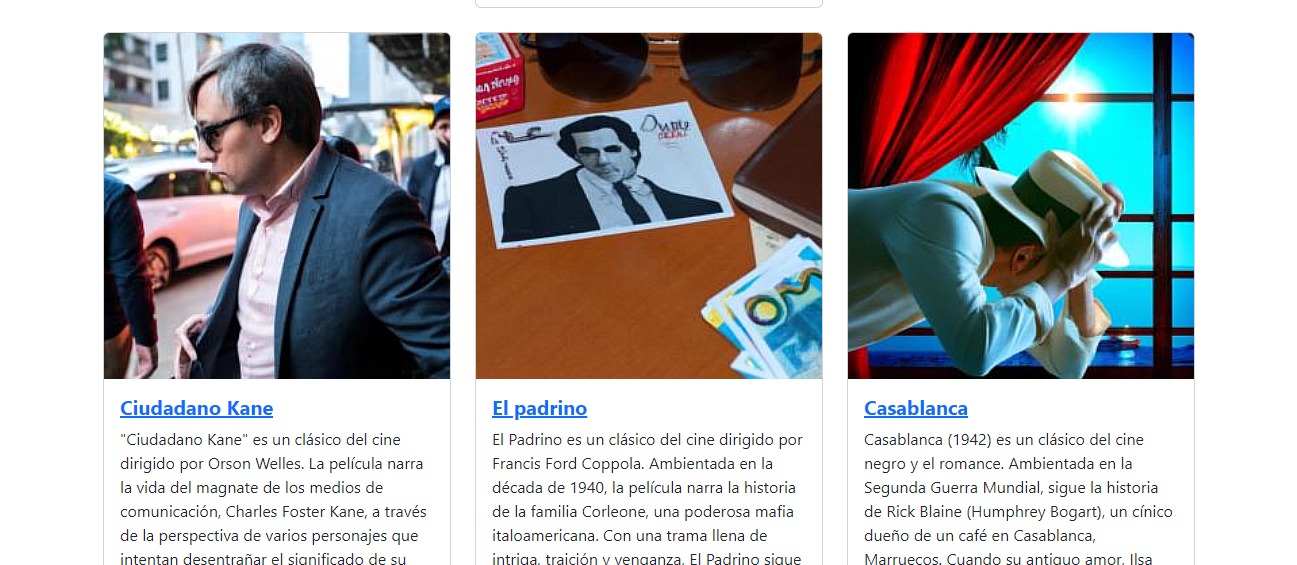 Ciudadano Kane
"Ciudadano Kane" es un clásico del cine
dirigido por Orson Welles. La película narra
la vida del magnate de los medios de
comunicación, Charles Foster Kane, a través
de la perspectiva de varios personajes que
intentan desentrañar el significado de su
El padrino
El Padrino es un clásico del cine dirigido por
Francis Ford Coppola. Ambientada en la
década de 1940, la película narra la historia
de la familia Corleone, una poderosa mafia
italoamericana. Con una trama llena de
intriga, traición y venganza, El Padrino sigue
Casablanca
Casablanca (1942) es un clásico del cine
negro y el romance. Ambientada en la
Segunda Guerra Mundial, sigue la historia
de Rick Blaine (Humphrey Bogart), un cínico
dueño de un café en Casablanca,
Marruecos. Cuando su antiguo amor, Ilsa